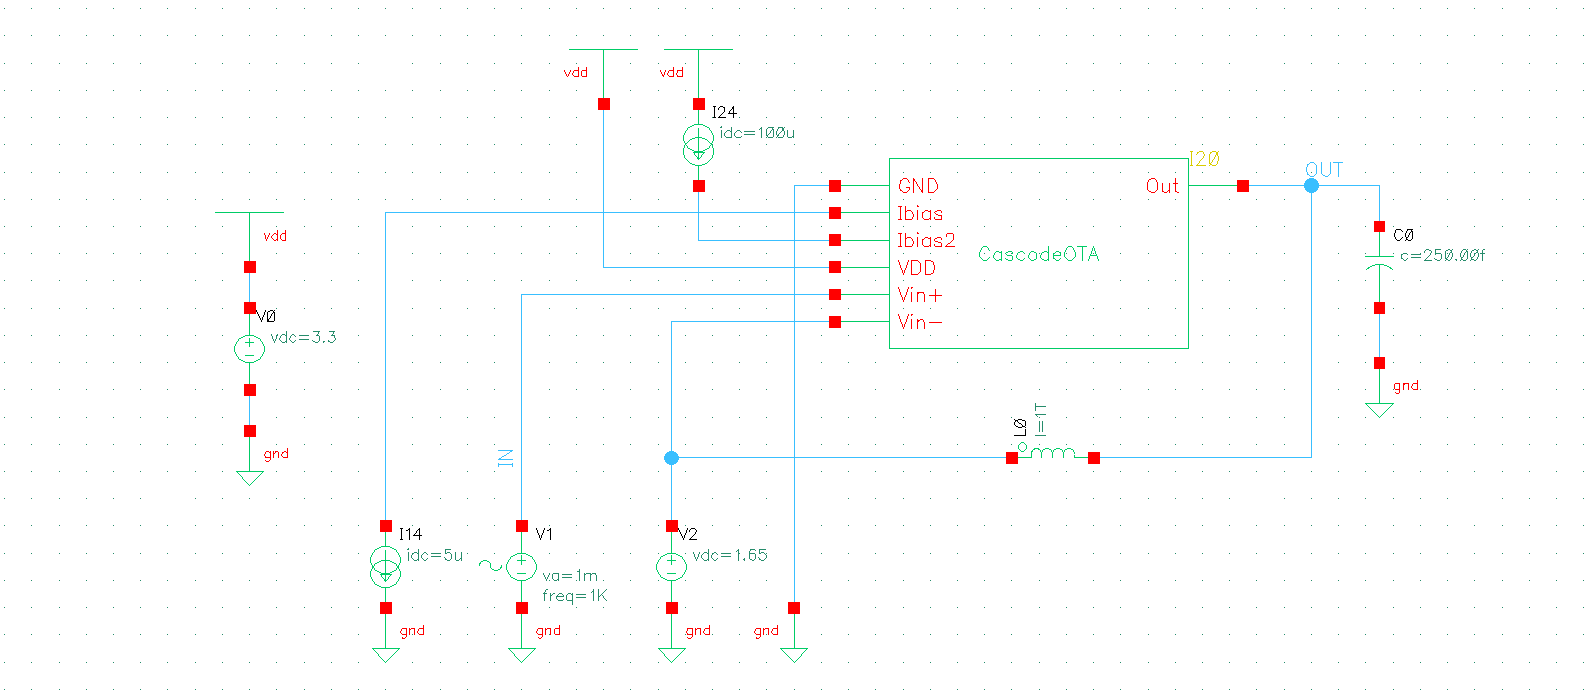 vdd
vdd
I24
idc=100u
I20
GND
Out
OUT
Ibias
Ibias2
CascodeOTA
VDD
Vin+
Vin-
C0
c=250.00f
vdd
V0
vdc=3.3
gnd
gnd
L0
l=1T
IN
I14
idc=5u
V1
va=1m
freq=1K
V2
vdc=1.65
gnd
gnd
gnd
gnd